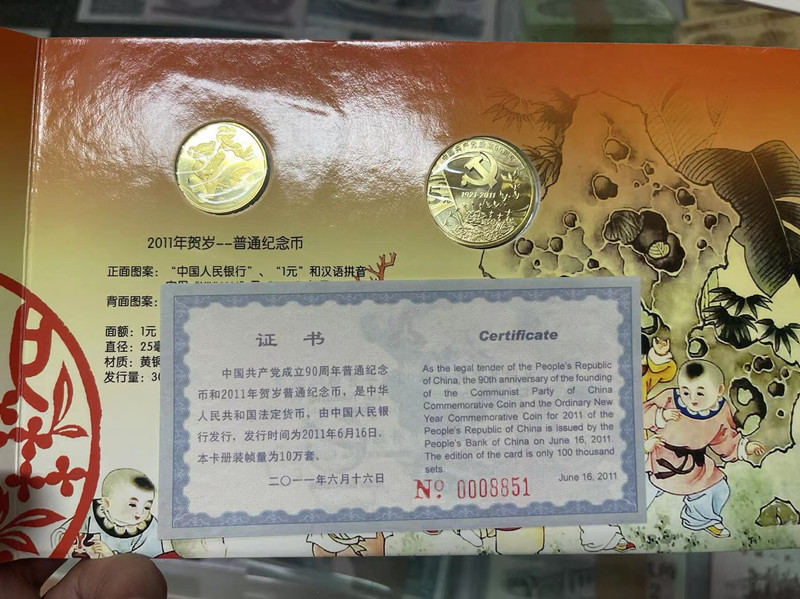 1921-2011
2011年贺岁--普通纪念币
正面图案：“中国人民银行”、“1元”和汉语拼音
背面图案：
面额：1元
直径：25毫
材质：黄铜
发行量：30
证 书
中国共产党成立90周年普通纪念
币和2011年贺岁普通纪念币，是中华
人民共和国法定货币，由中国人民银
行发行，发行时间为2011年6月16日。
本卡册装帧量为10万套。
二〇一一年六月十六日
Certificate
As the legal tender of the People's Republic
of China, the 90th anniversary of the founding
of the Communist Party of China
Commemorative Coin and the Ordinary New
Year Commemorative Coin for 2011 of the
People's Republic of China is issued by the
People's Bank of China on June 16, 2011.
The edition of the card is only 100 thousand
sets.
June 16, 2011
No 0008851